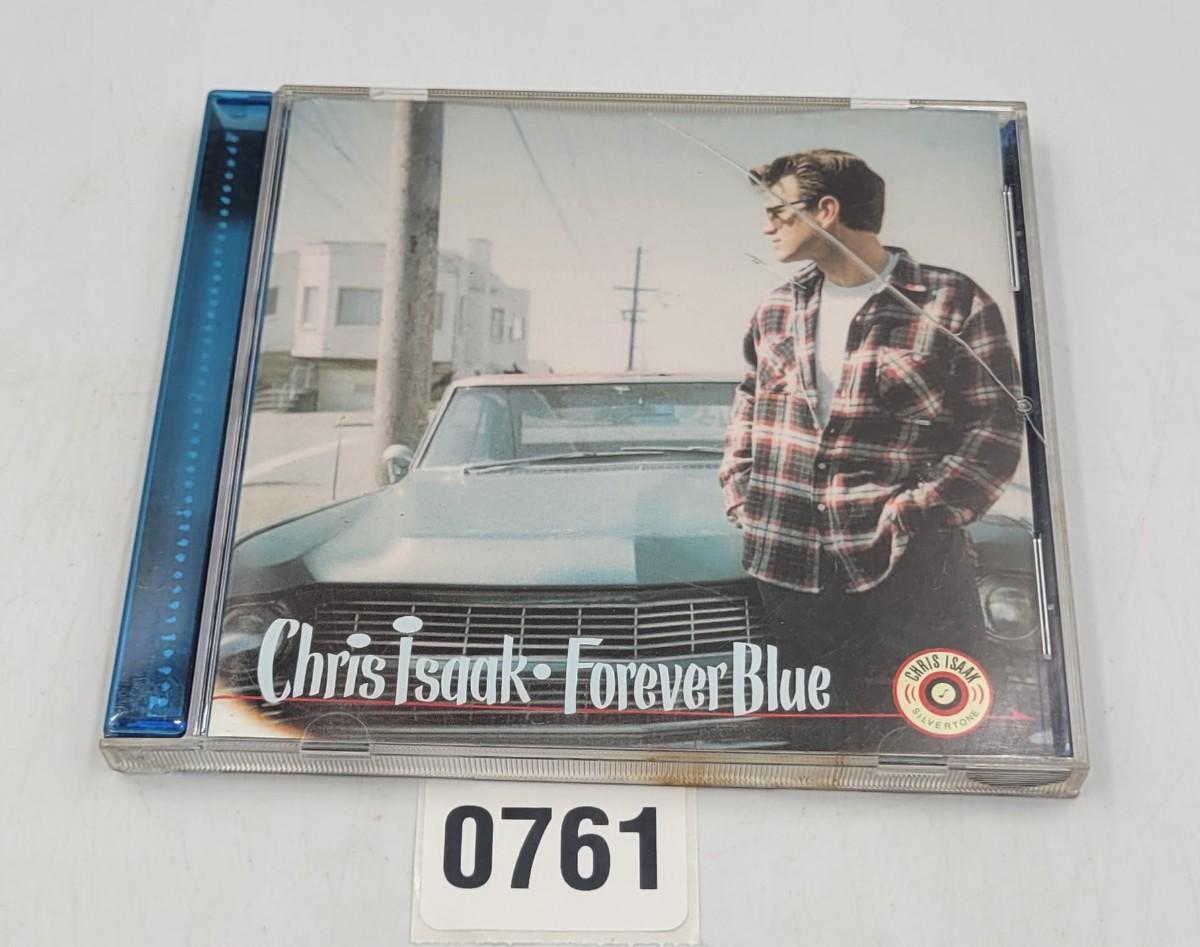 Chris Isaak • Forever Blue
CHRIS ISAAK
SILVERTONE
0761